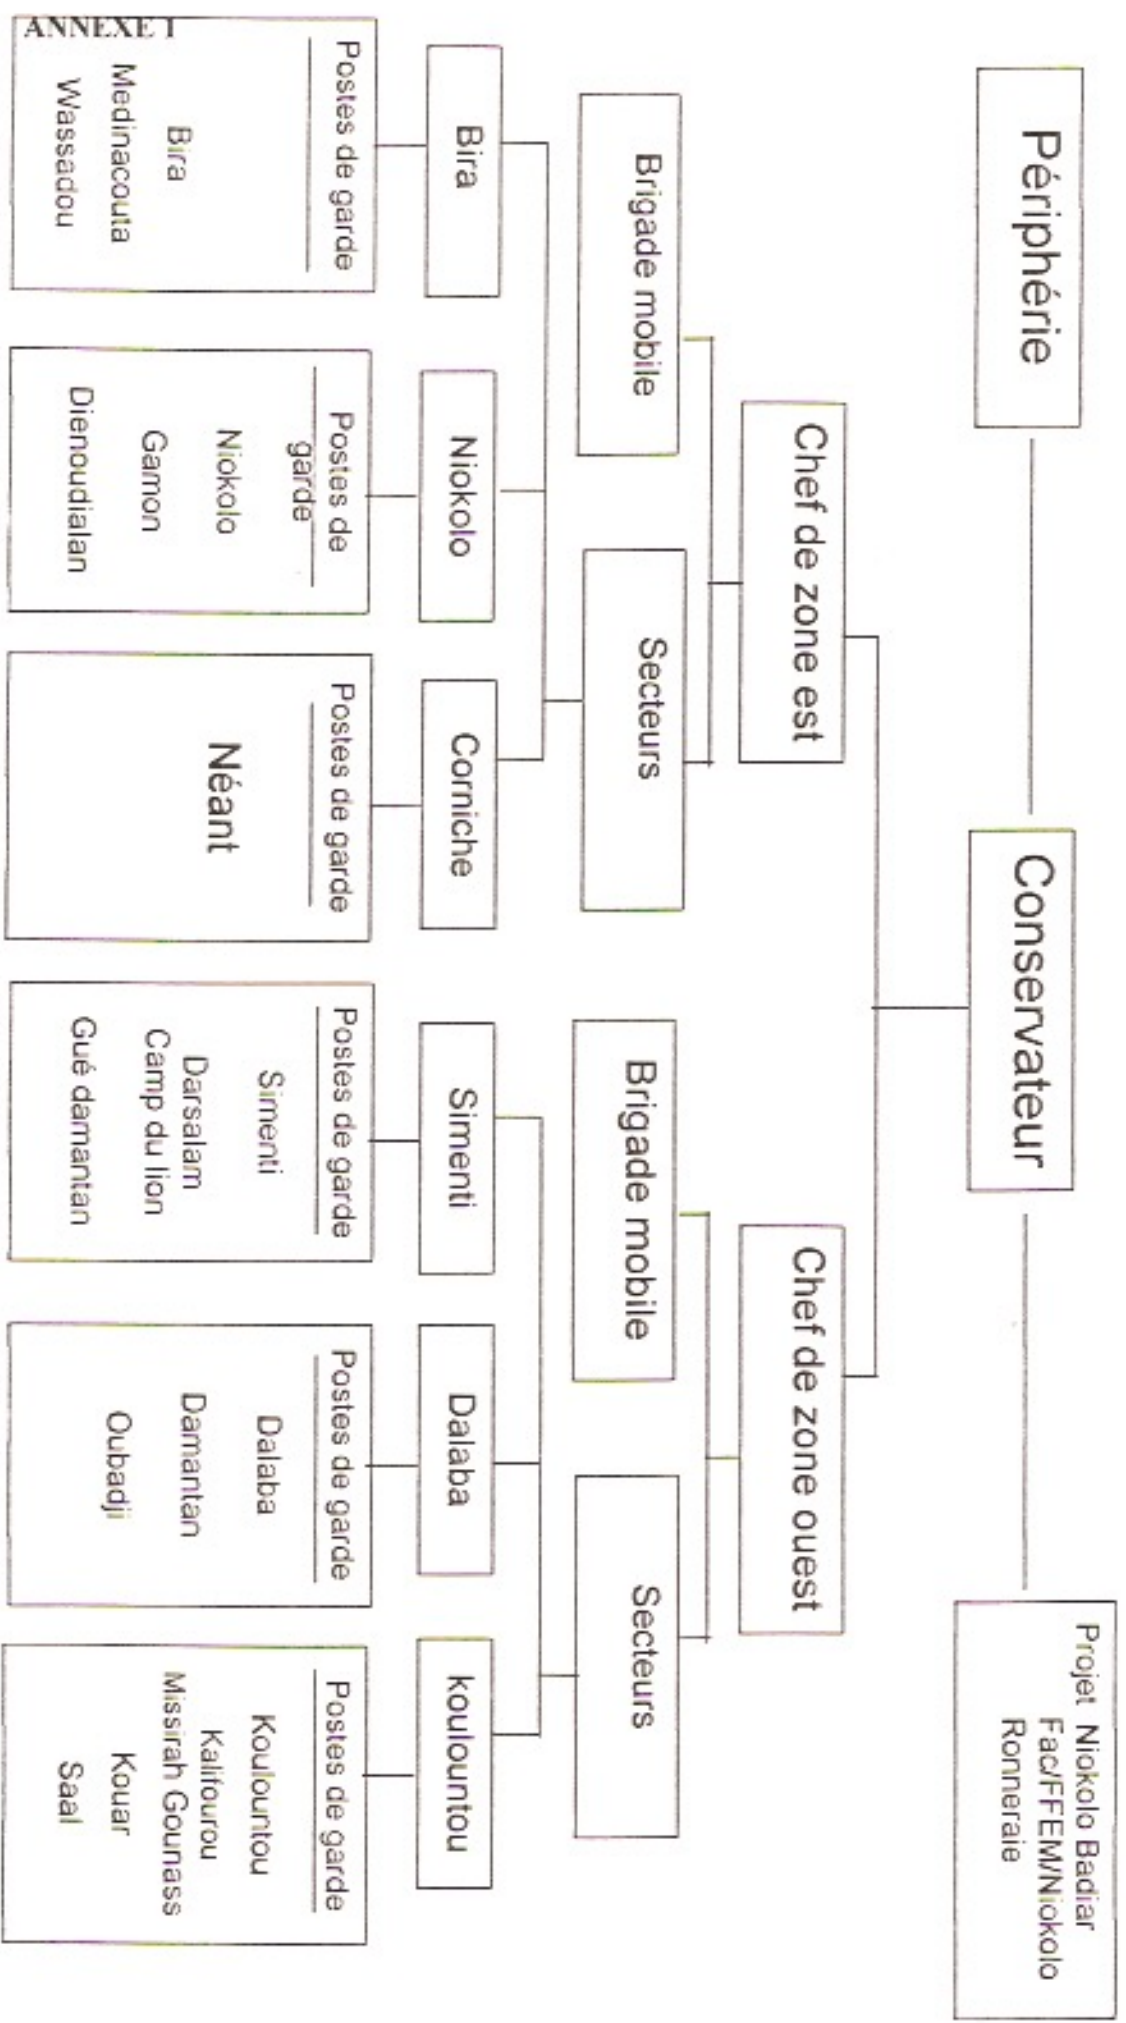 ANNEXE I
Périphérie
Conservateur
Projet Niokolo Badiar
Fac/FFEM/Niokolo
Ronneraie
Chef de zone est
Chef de zone ouest
Brigade mobile
Secteurs
Brigade mobile
Secteurs
Bira
Niokolo
Corniche
Simenti
Dalaba
koulountou
Postes de garde
Bira
Medinacouta
Wassadou
Postes de
garde
Niokolo
Gamon
Dienoudialan
Postes de garde
Néant
Postes de garde
Simenti
Darsalam
Camp du lion
Gué damantan
Postes de garde
Dalaba
Damantan
Oubadji
Postes de garde
Koulountou
Kalifourou
Missirah Gounass
Kouar
Saal